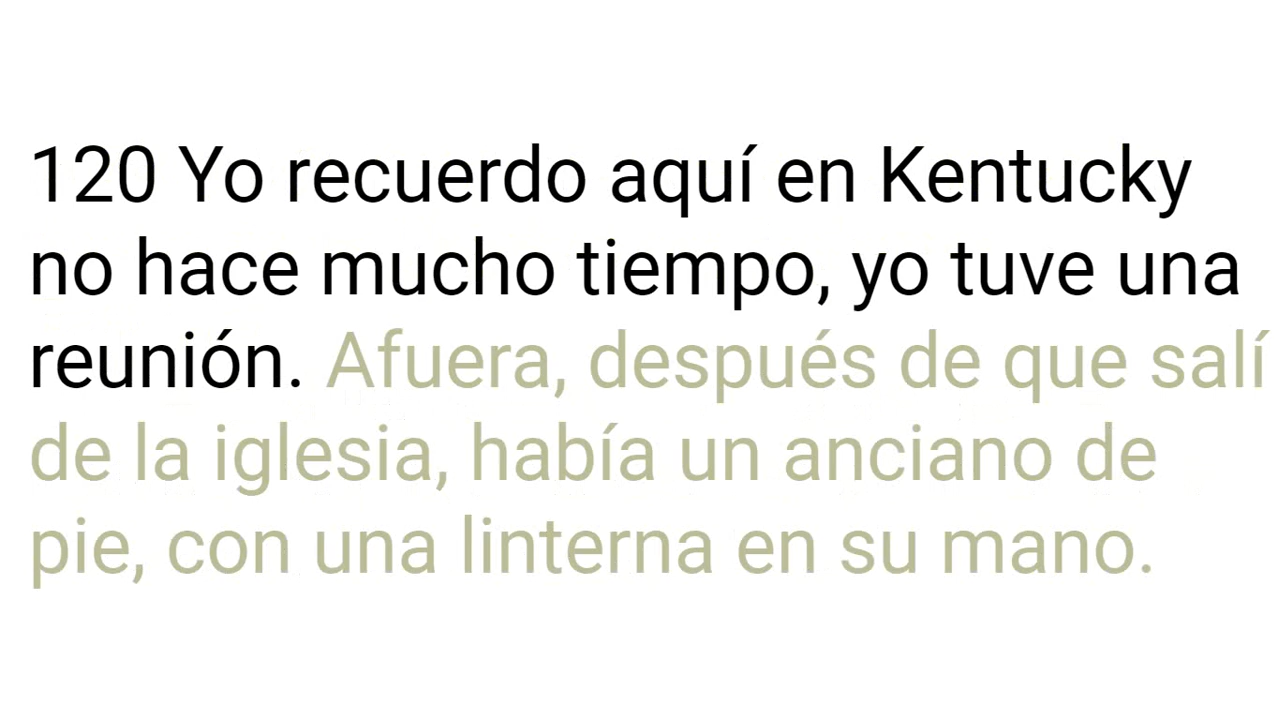 120 Yo recuerdo aquí en Kentucky
no hace mucho tiempo, yo tuve una
reunión. Afuera, después de que salí
de la iglesia, había un anciano de
pie, con una linterna en su mano.